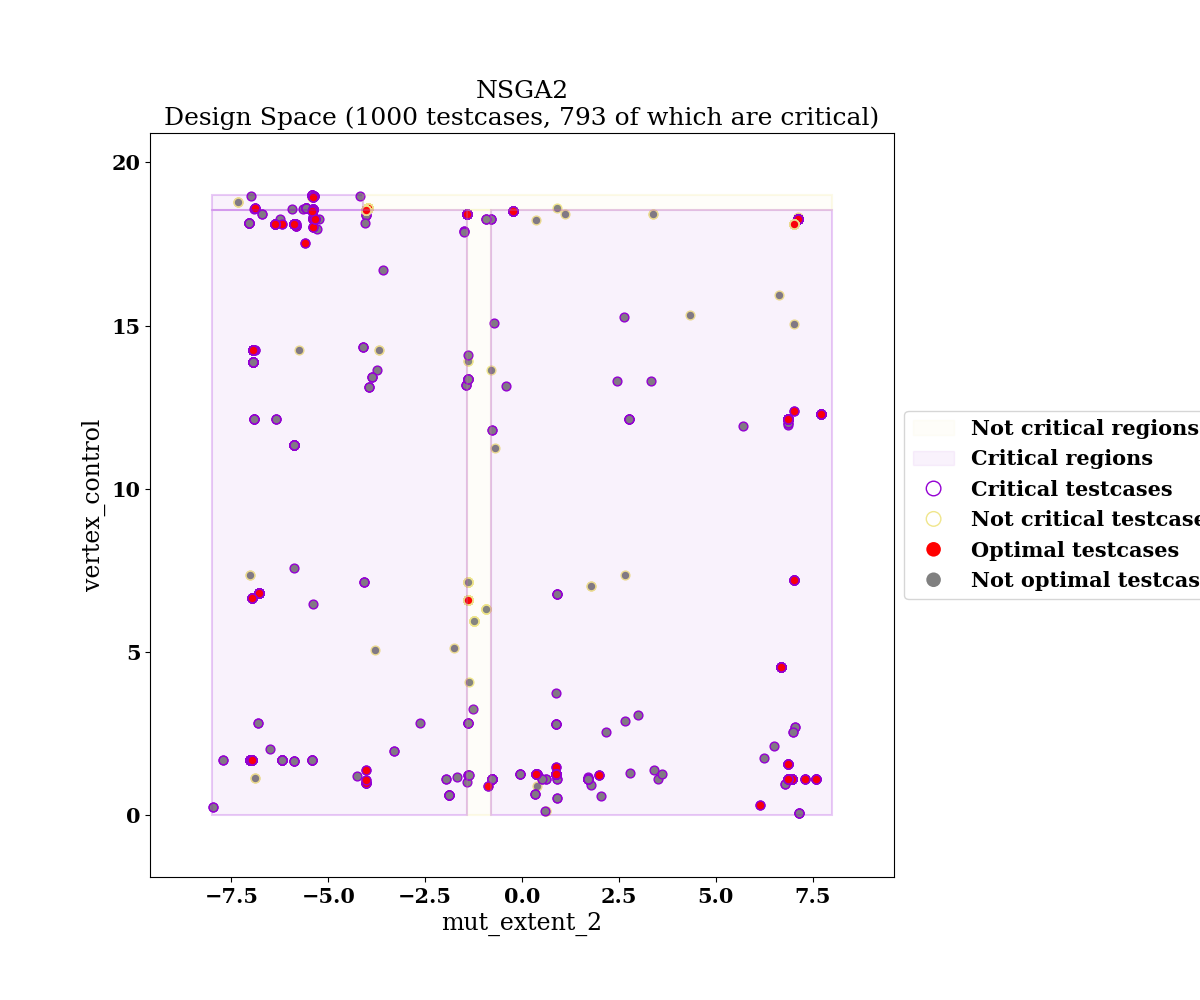 NSGA2
Design Space (1000 testcases, 793 of which are critical)
20
15
10
5
0
vertex_control
−7.5
−5.0
−2.5
0.0
2.5
5.0
7.5
mut_extent_2
Not critical regions
Critical regions
Critical testcases
Not critical testcase
Optimal testcases
Not optimal testcas